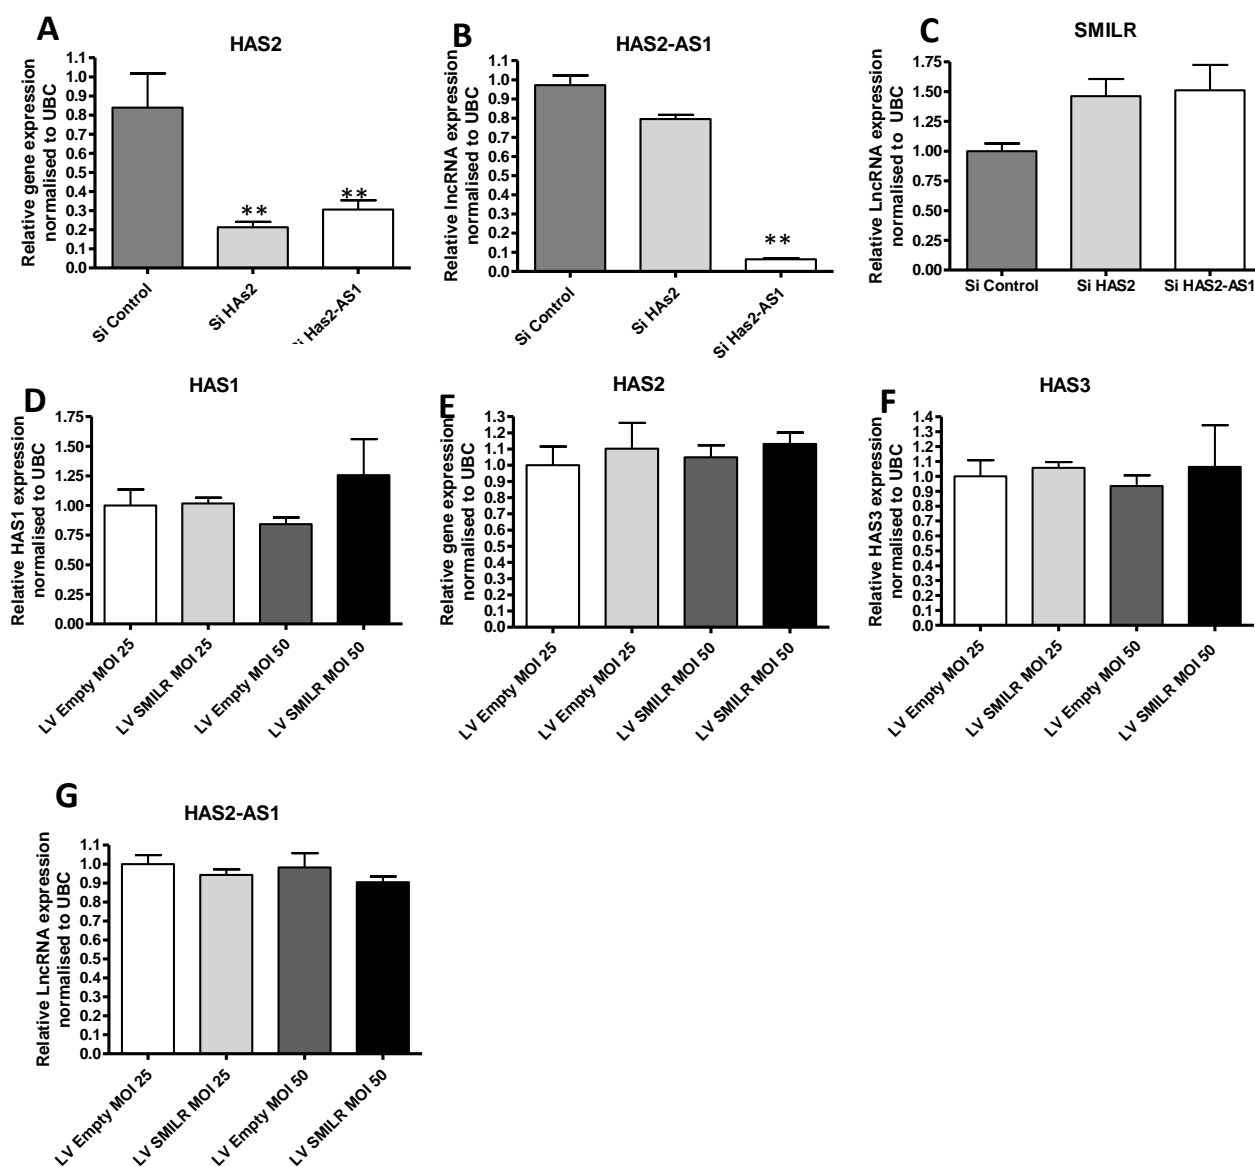 A
HAS2
Relative gene expression
normalised to UBC
1.1
1.0
0.9
0.8
0.7
0.6
0.5
0.4
0.3
0.2
0.1
0.0
**
**
Si Control
Si HAs2
Si Has2-AS1
B
HAS2-AS1
Relative lncRNA expression
normalised to UBC
1.1
1.0
0.9
0.8
0.7
0.6
0.5
0.4
0.3
0.2
0.1
0.0
**
Si Control
Si HAs2
Si Has2-AS1
C
SMILR
Relative LncRNA expression
normalised to UBC
1.75
1.50
1.25
1.00
0.75
0.50
0.25
0.00
Si Control
Si HAS2
Si HAS2-AS1
D
HAS1
Relative HAS1 expression
normalised to UBC
1.75
1.50
1.25
1.00
0.75
0.50
0.25
0.00
LV Empty MOI 25
LV SMILR MOI 25
LV Empty MOI 50
LV SMILR MOI 50
E
HAS2
Relative gene expression
normalised to UBC
1.3
1.2
1.1
1.0
0.9
0.8
0.7
0.6
0.5
0.4
0.3
0.2
0.1
0.0
LV Empty MOI 25
LV Empty MOI 25
LV SMILR MOI 50
LV SMILR MOI 50
F
HAS3
Relative HAS3 expression
normalised to UBC
1.4
1.3
1.2
1.1
1.0
0.9
0.8
0.7
0.6
0.5
0.4
0.3
0.2
0.1
0.0
LV Empty MOI 25
LV SMILR MOI 25
LV Empty MOI 50
LV SMILR MOI 50
G
HAS2-AS1
Relative LncRNA expression
normalised to UBC
1.1
1.0
0.9
0.8
0.7
0.6
0.5
0.4
0.3
0.2
0.1
0.0
LV Empty MOI 25
LV SMILR MOI 25
LV Empty MOI 50
LV SMILR MOI 50